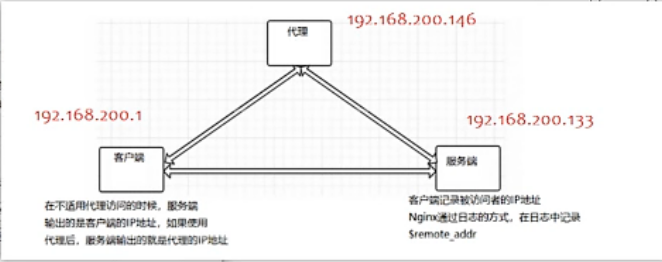 192.168.200.146
代理
192.168.200.1
192.168.200.133
客户端
服务端
在不适用代理访问的时候，服务端
输出的是客户端的IP地址，如果使用
代理后，服务端输出的就是代理的IP地址
客户端记录被访问者的IP地址
Nginx通过日志的方式，在日志中记录
$remote_addr